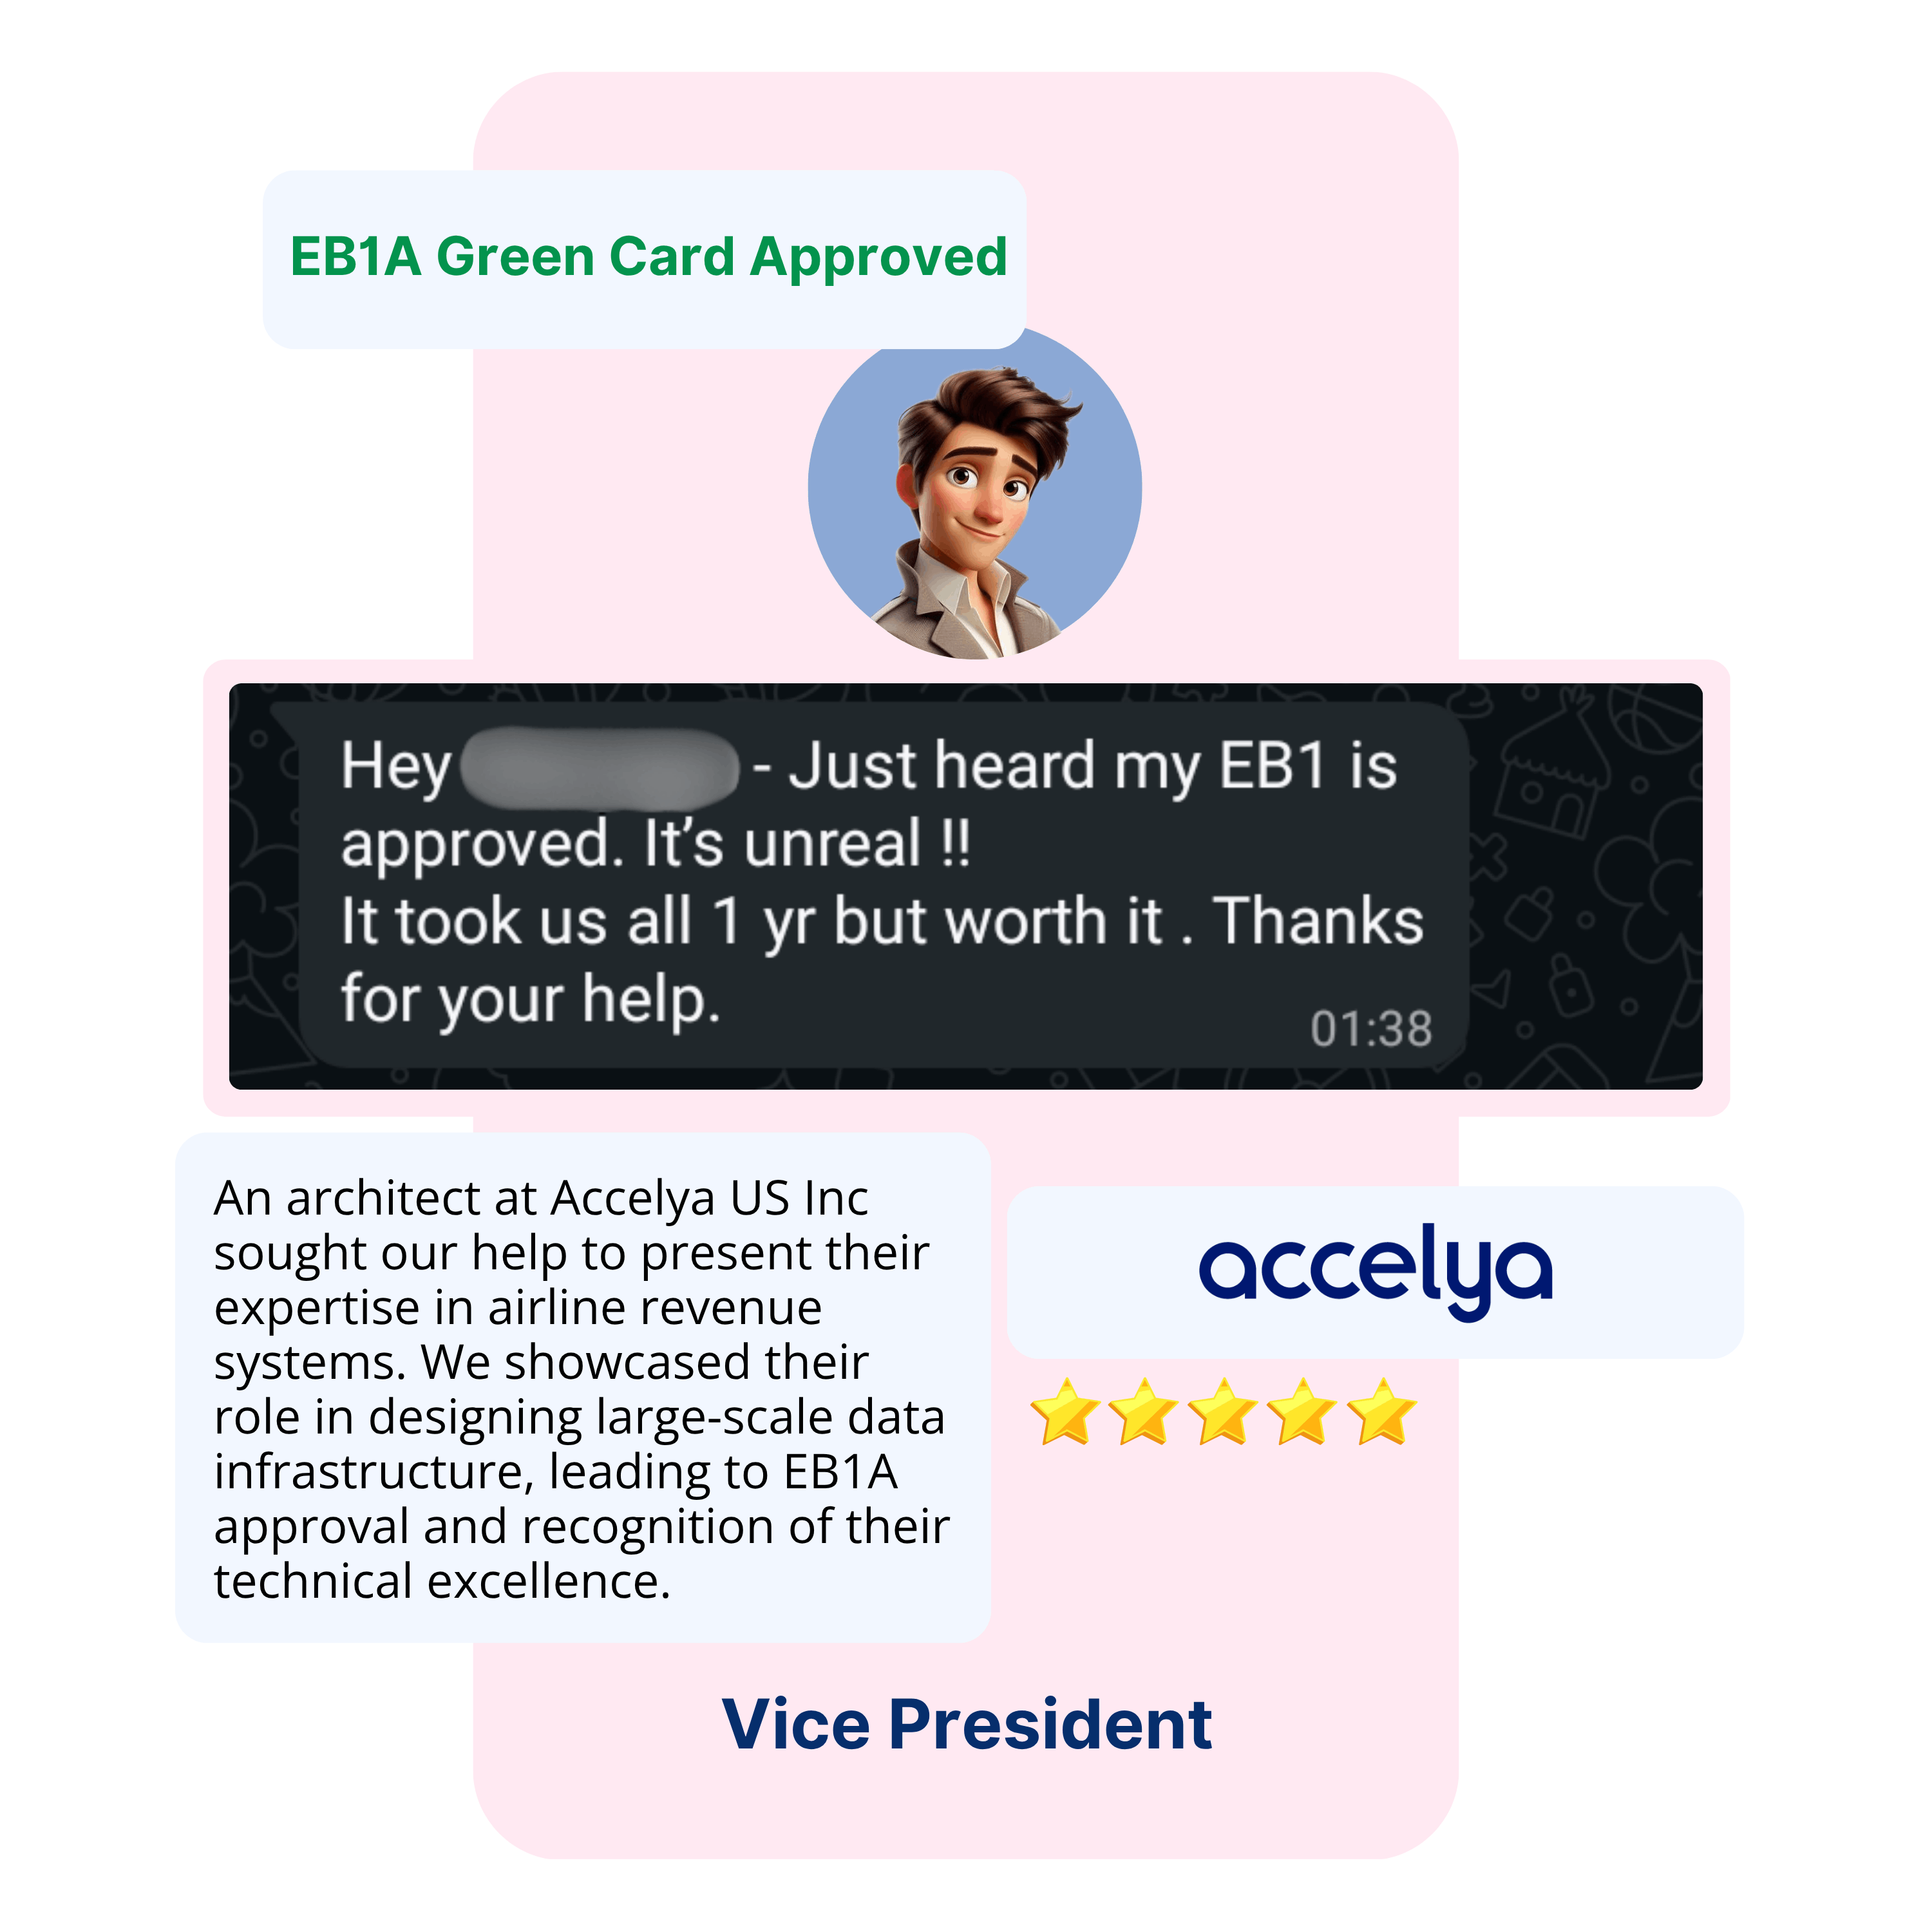 EB1A Green Card Approved
Hey - Just heard my EB1 is
approved. It’s unreal !!
It took us all 1 yr but worth it . Thanks
for your help.
01:38
An architect at Accelya US Inc
sought our help to present their
expertise in airline revenue
systems. We showcased their
role in designing large-scale data
infrastructure, leading to EB1A
approval and recognition of their
technical excellence.
accelya
Vice President